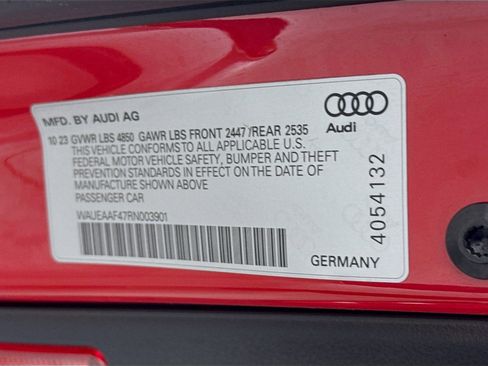 MFD. BY AUDI AG
10 23 GVWR LBS 4850 GAWR LBS FRONT 2447 /REAR 2535
THIS VEHICLE CONFORMS TO ALL APPLICABLE U.S.
FEDERAL MOTOR VEHICLE SAFETY, BUMPER AND THEFT
PREVENTION STANDARDS IN EFFECT ON THE DATE OF
MANUFACTURE SHOWN ABOVE
PASSENGER CAR
WAUEAAF47RN003901
Audi
4054132
GERMANY